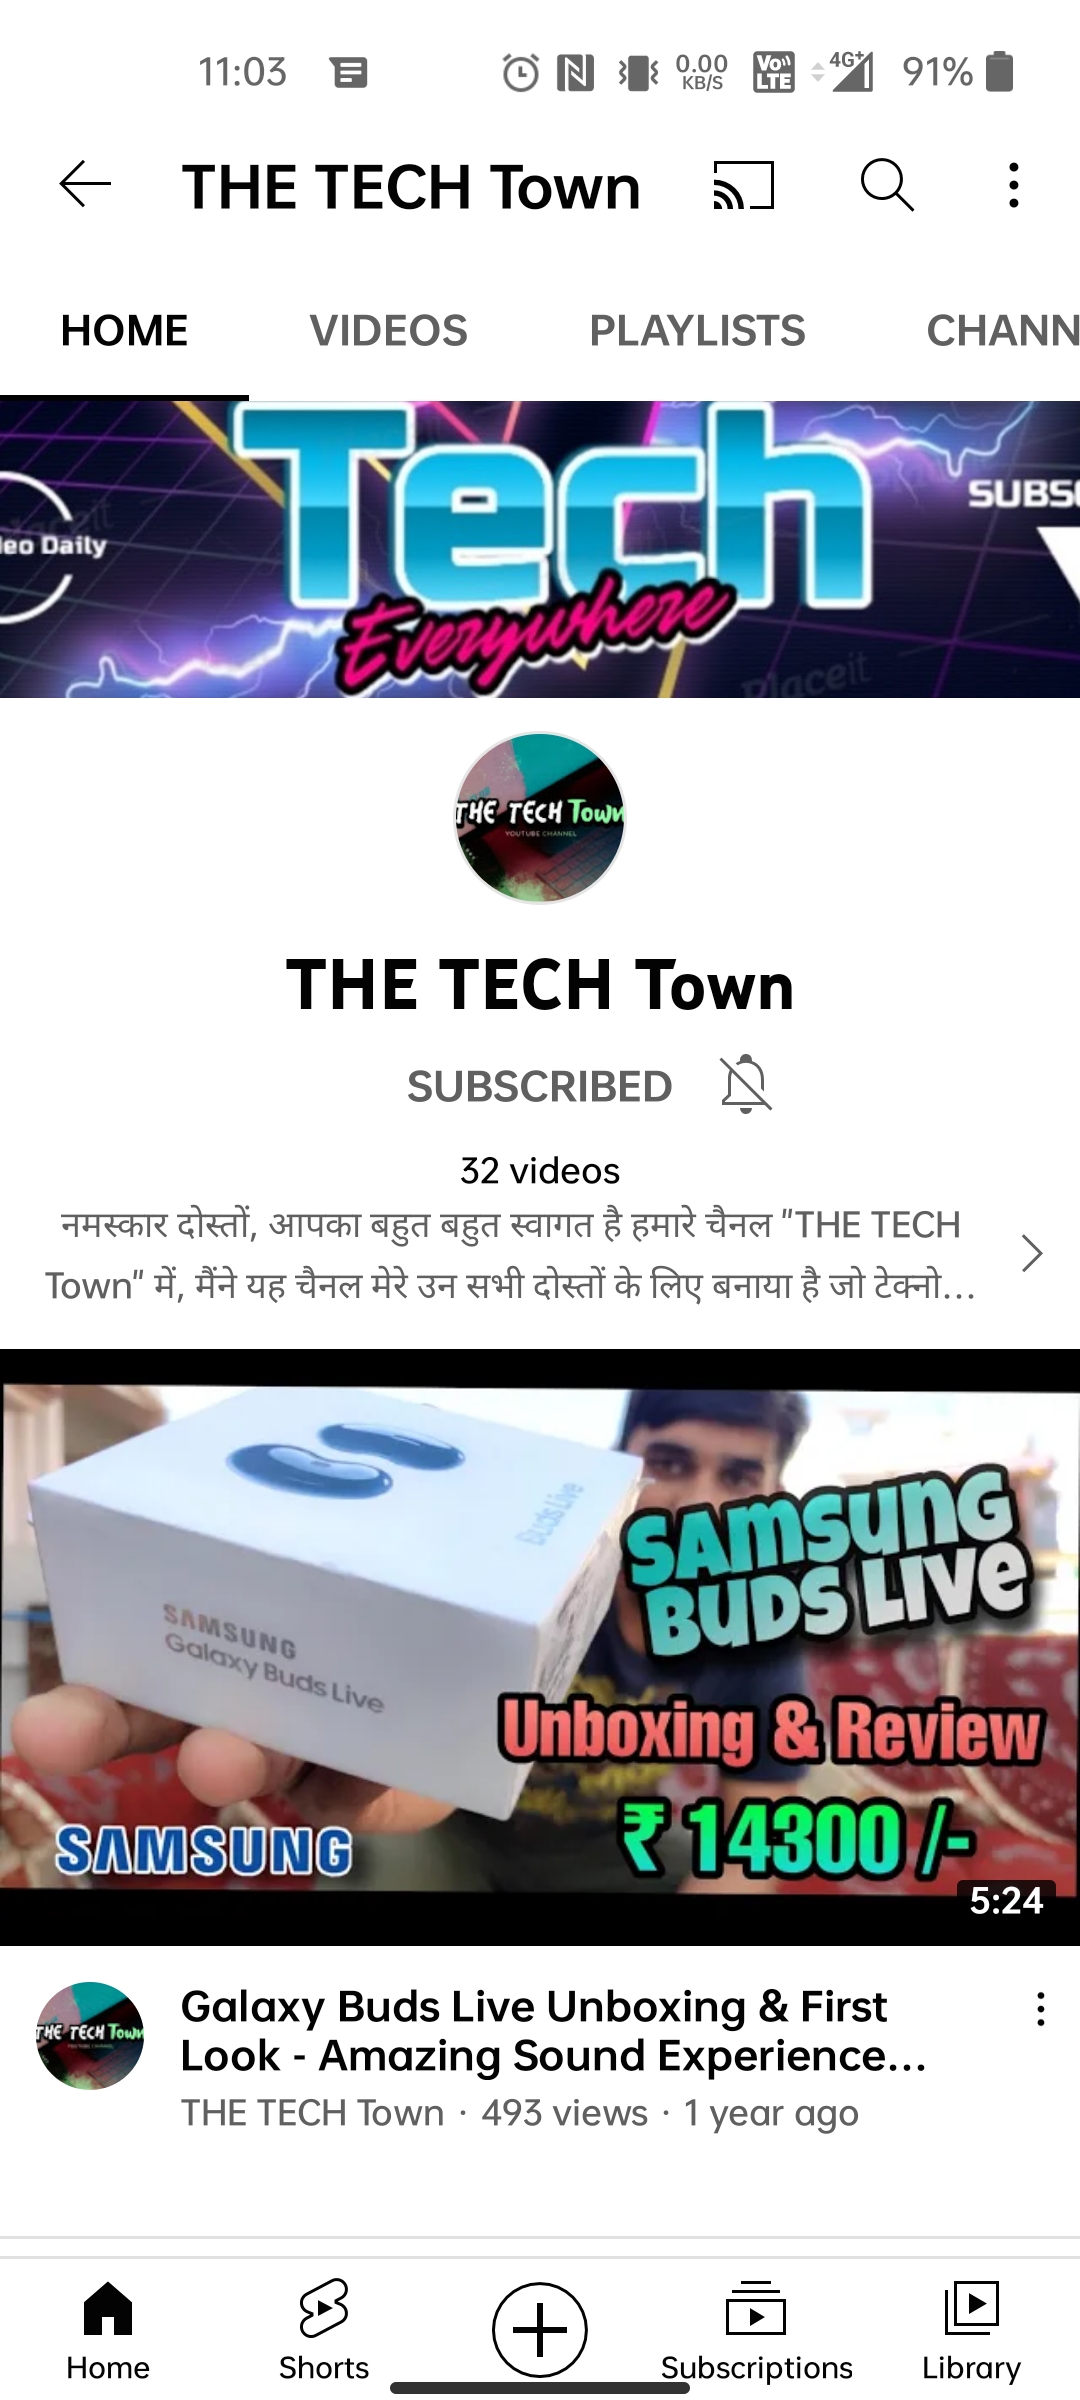 11:03
0.00
KB/S
Vo))
LTE
4G+
91%
THE TECH Town
HOME VIDEOS PLAYLISTS CHANN
Tech
Everywhere
eo Daily
SUBS
Placeit
THE TECH Town
YOUTUBE CHANNEL
THE TECH Town
SUBSCRIBED
32 videos
नमस्कार दोस्तों, आपका बहुत बहुत स्वागत है हमारे चैनल "THE TECH
Town" में, मैंने यह चैनल मेरे उन सभी दोस्तों के लिए बनाया है जो टेक्नो...
Buds Live
SAMSUNG
Galaxy Buds Live
SAMSUNG
BUDS LIVE
Unboxing & Review
₹ 14300 /-
SAMSUNG
5:24
THE TECH Town
Galaxy Buds Live Unboxing & First
Look - Amazing Sound Experience...
THE TECH Town · 493 views · 1 year ago
Home Shorts Subscriptions Library